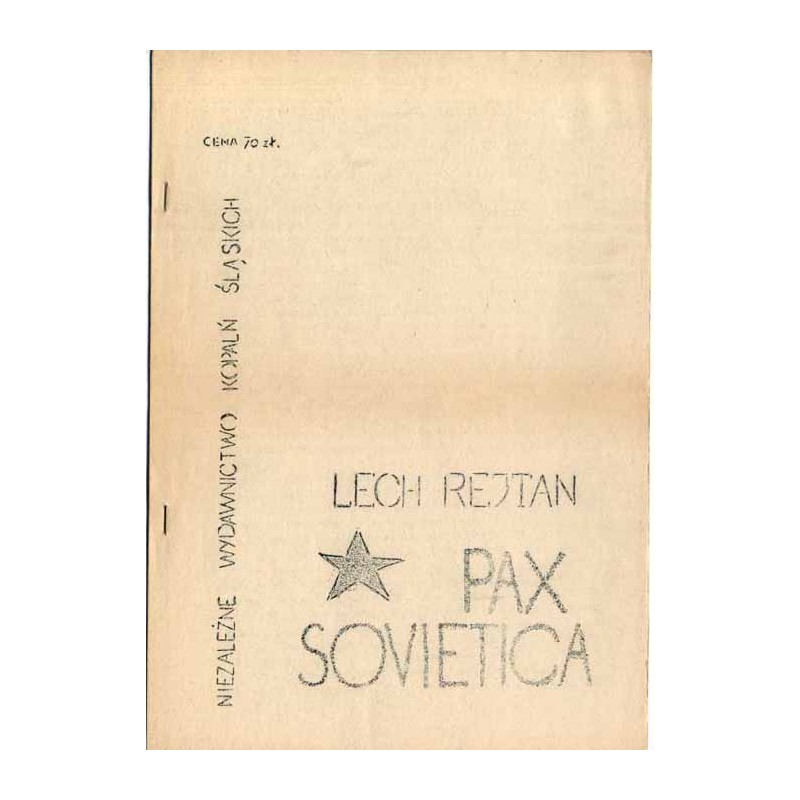 CENA 70 zł.
NIEZALEŻNE WYDAWNICTWO KOPALŃ ŚLĄSKICH
LECH REJTAN
PAX
SOVIETICA